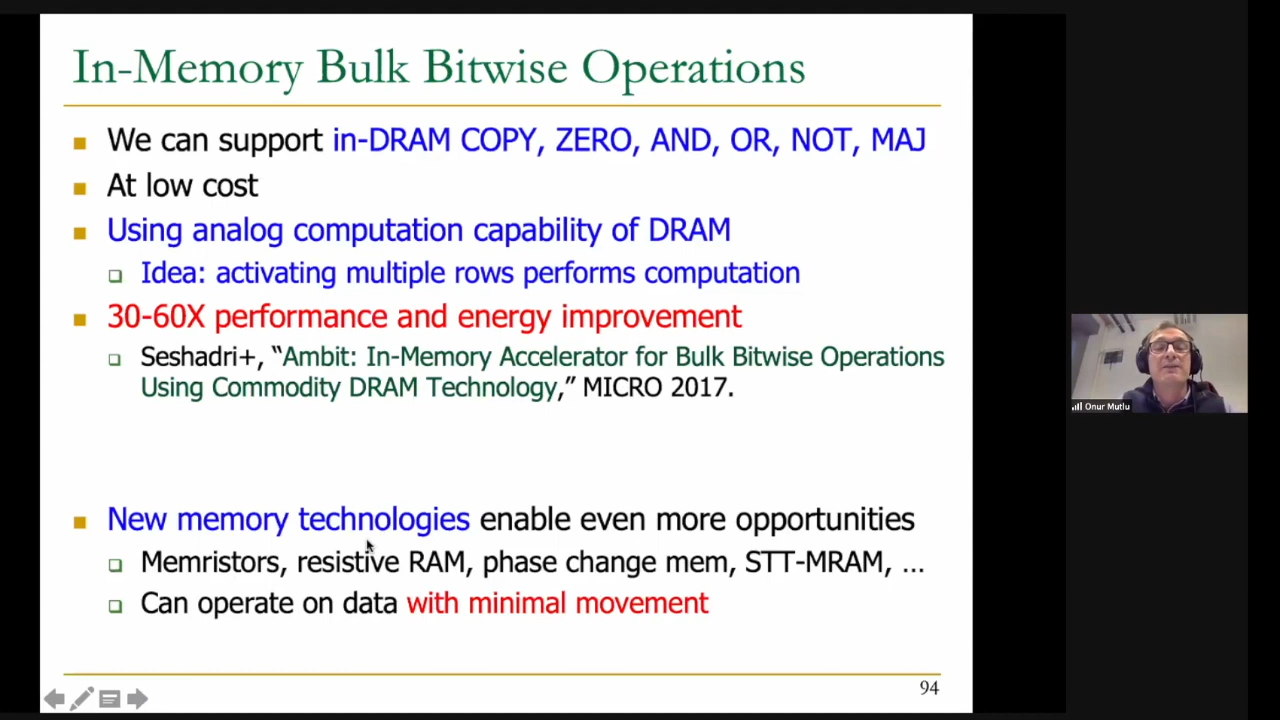 In-Memory Bulk Bitwise Operations
We can support in-DRAM COPY, ZERO, AND, OR, NOT, MAJ
At low cost
Using analog computation capability of DRAM
Idea: activating multiple rows performs computation
30-60X performance and energy improvement
Seshadri+, “Ambit: In-Memory Accelerator for Bulk Bitwise Operations
Using Commodity DRAM Technology,” MICRO 2017.
New memory technologies enable even more opportunities
Memristors, resistive RAM, phase change mem, STT-MRAM, ...
Can operate on data with minimal movement
94
Onur Mutlu